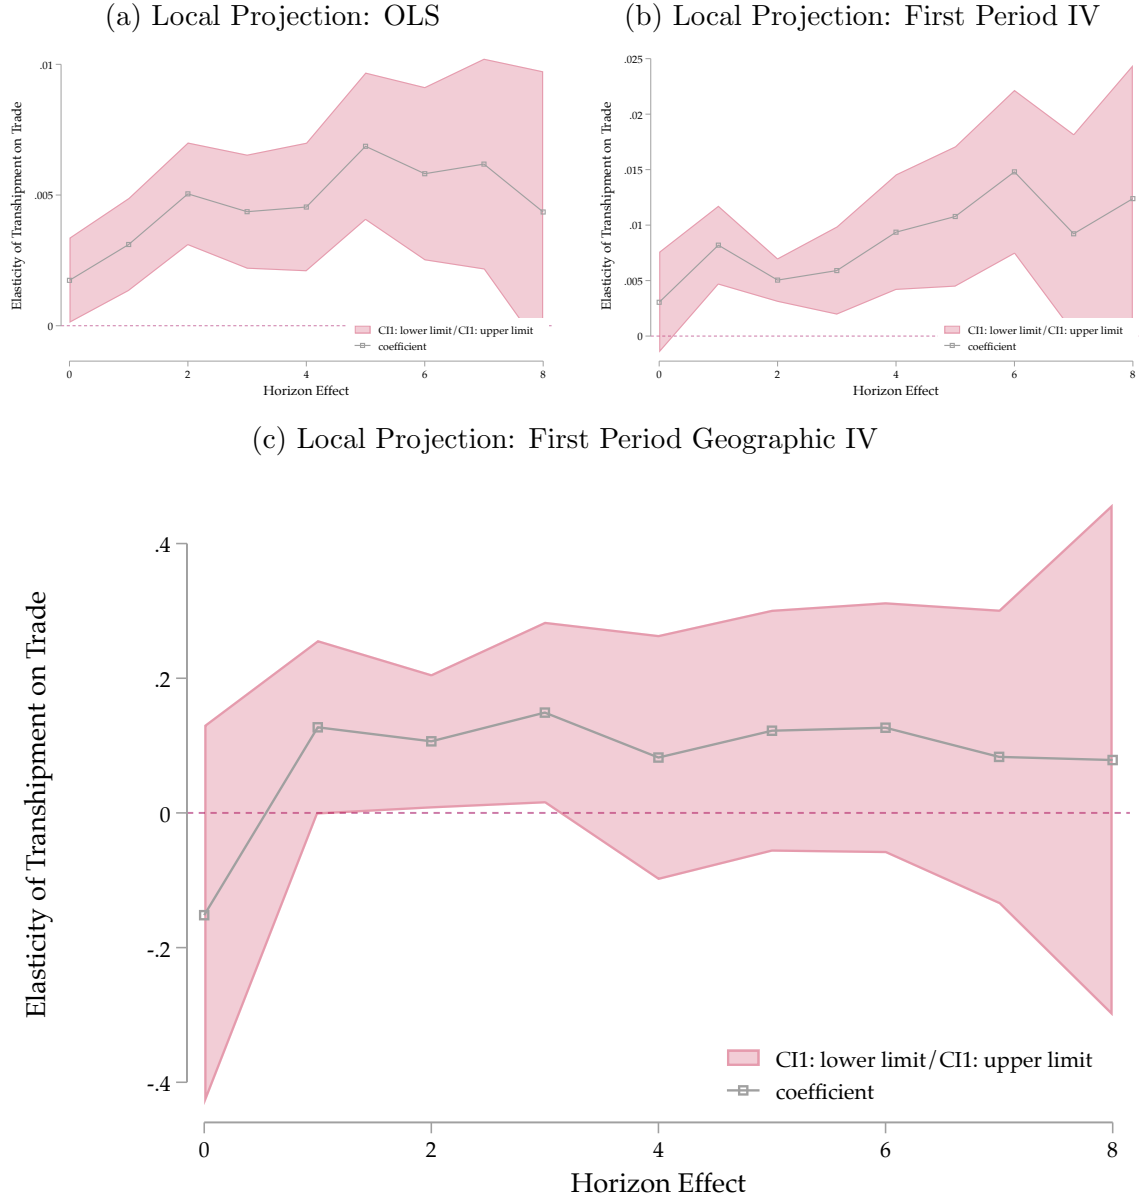 (a) Local Projection: OLS
Elasticity of Transhipment on Trade
.01
.005
0
CI1: lower limit/CI1: upper limit
coefficient
0 2 4 6 8
Horizon Effect
(b) Local Projection: First Period IV
Elasticity of Transhipment on Trade
.025
.02
.015
.01
.005
0
CI1: lower limit/CI1: upper limit
coefficient
0 2 4 6 8
Horizon Effect
(c) Local Projection: First Period Geographic IV
Elasticity of Transhipment on Trade
.4
.2
0
-.2
-.4
CI1: lower limit/CI1: upper limit
coefficient
0 2 4 6 8
Horizon Effect